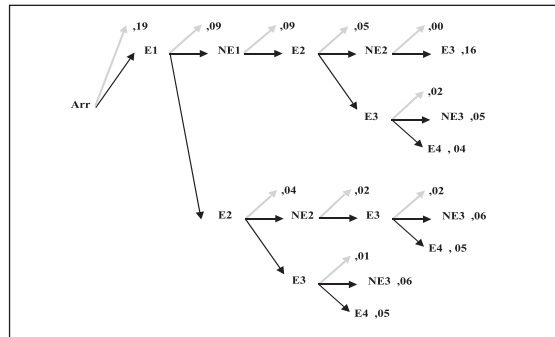 ,19 ,09 ,09 ,05 ,00
E1 NE1 E2 NE2 E3 ,16
,02
Arr E3 NE3 ,05
E4 , 04
,04 ,02 ,02
E2 NE2 E3 NE3 ,06
E4 ,05
,01
E3 NE3 ,06
E4 ,05